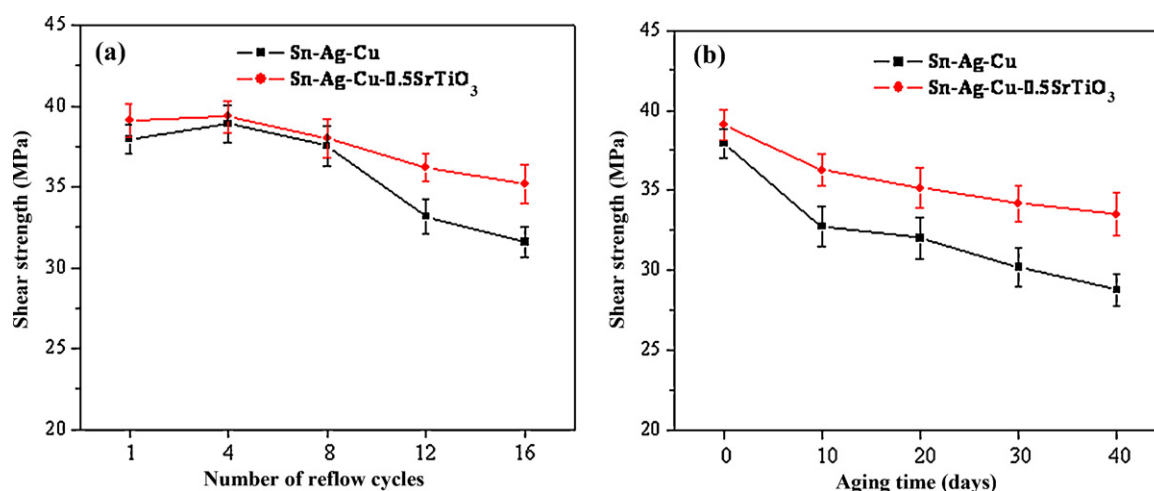 (a)
Sn-Ag-Cu
Sn-Ag-Cu-0.5SrTiO3
45
40
35
30
25
20
Shear strength (MPa)
1 4 8 12 16
Number of reflow cycles
(b)
Sn-Ag-Cu
Sn-Ag-Cu-0.5SrTiO3
45
40
35
30
25
20
Shear strength (MPa)
0 10 20 30 40
Aging time (days)